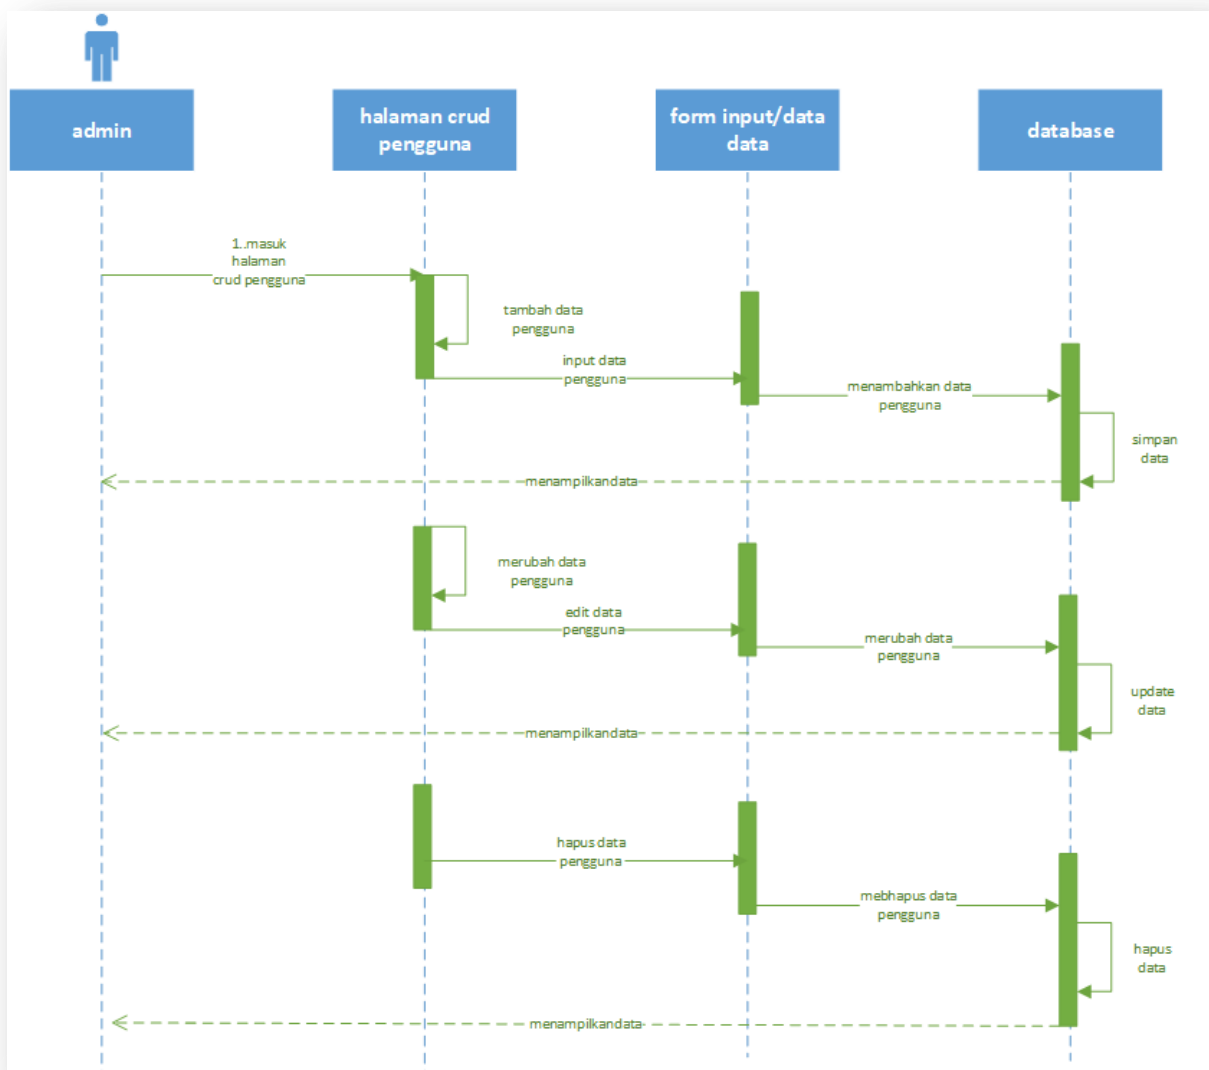 admin
halaman crud
pengguna
form input/data
data
database
1..masuk
halaman
crud pengguna
tambah data
pengguna
input data
pengguna
menambahkan data
pengguna
simpan
data
menampilkandata
merubah data
pengguna
edit data
pengguna
merubah data
pengguna
update
data
menampilkandata
hapus data
pengguna
mebhapus data
pengguna
hapus
data
menampilkandata